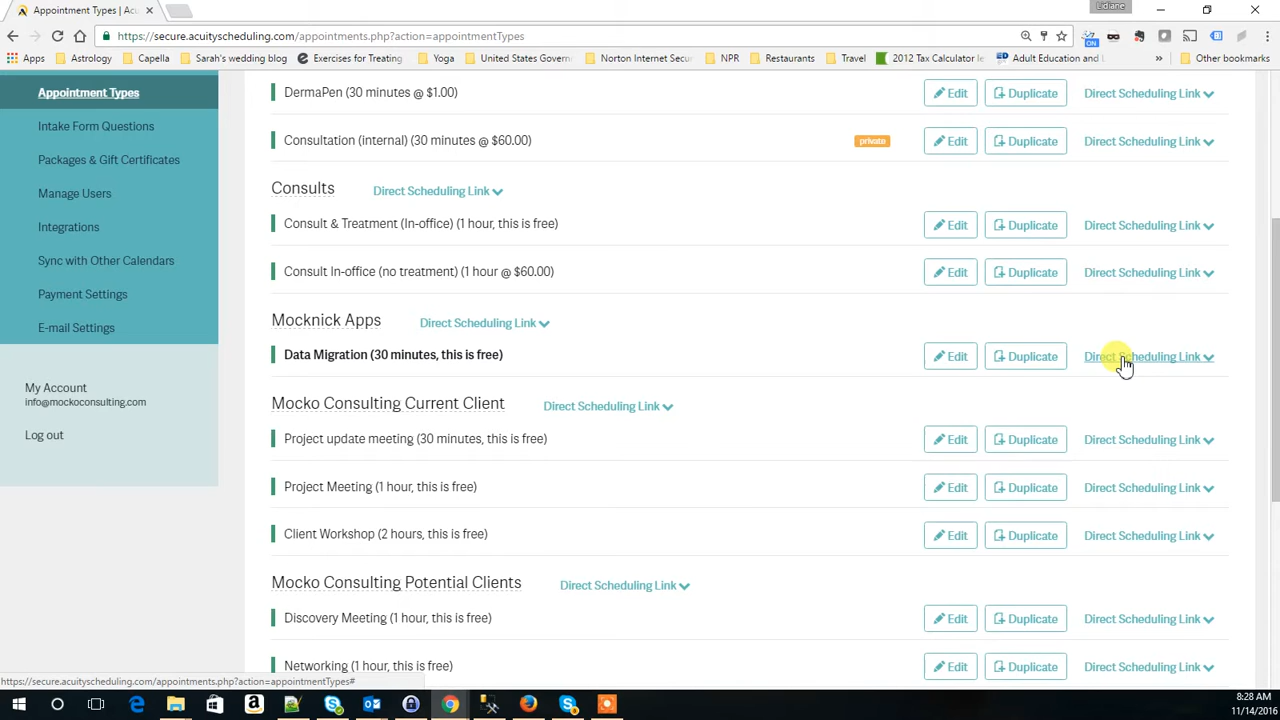 Appointment Types | Acu
Lidiane
https://secure.acuityscheduling.com/appointments.php?action=appointmentTypes
ON
Apps Astrology Capella Sarah's wedding blog Exercises for Treating Yoga United States Govern Norton Internet Secu NPR Restaurants Travel 2012 Tax Calculator Adult Education and » Other bookmarks
Appointment Types
Intake Form Questions
Packages & Gift Certificates
Manage Users
Integrations
Sync with Other Calendars
Payment Settings
E-mail Settings
My Account
info@mockoconsulting.com
Log out
DermaPen (30 minutes @ $1.00) Edit Duplicate Direct Scheduling Link
Consultation (internal) (30 minutes @ $60.00) private Edit Duplicate Direct Scheduling Link
Consults Direct Scheduling Link
Consult & Treatment (In-office) (1 hour, this is free) Edit Duplicate Direct Scheduling Link
Consult In-office (no treatment) (1 hour @ $60.00) Edit Duplicate Direct Scheduling Link
Mocknick Apps Direct Scheduling Link
Data Migration (30 minutes, this is free) Edit Duplicate Direct Scheduling Link
Mocko Consulting Current Client Direct Scheduling Link
Project update meeting (30 minutes, this is free) Edit Duplicate Direct Scheduling Link
Project Meeting (1 hour, this is free) Edit Duplicate Direct Scheduling Link
Client Workshop (2 hours, this is free) Edit Duplicate Direct Scheduling Link
Mocko Consulting Potential Clients Direct Scheduling Link
Discovery Meeting (1 hour, this is free) Edit Duplicate Direct Scheduling Link
Networking (1 hour, this is free) Edit Duplicate Direct Scheduling Link
https://secure.acuityscheduling.com/appointments.php?action=appointmentTypes#
8:28 AM
11/14/2016